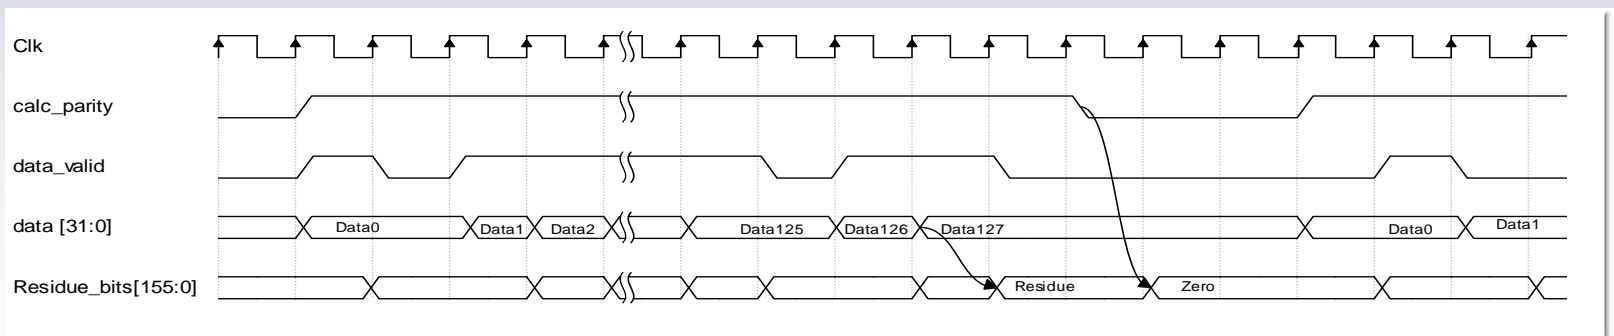 Clk
calc_parity
data_valid
data [31:0] Data0 Data1 Data2 Data125 Data126 Data127 Data0 Data1
Residue_bits[155:0] Residue Zero